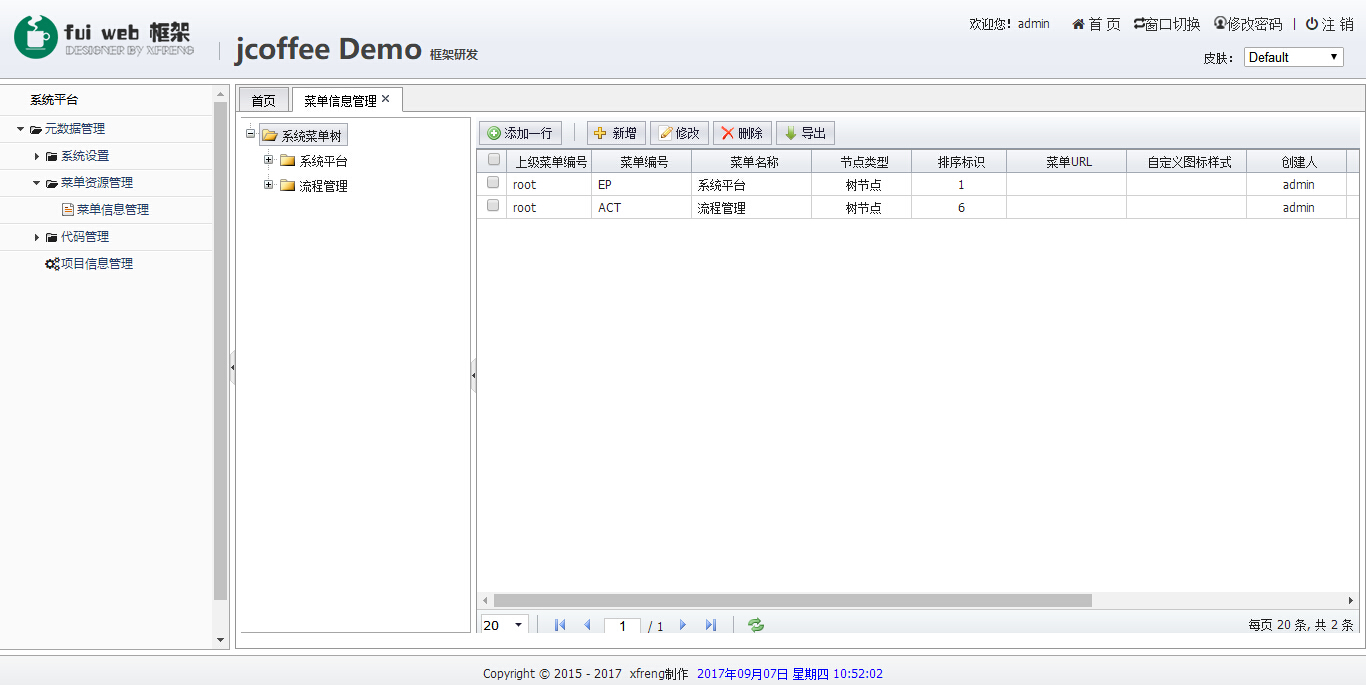 fui web 框架
DESIGNER BY XFRENG
jcoffee Demo 框架研发
欢迎您！admin 首 页 窗口切换 修改密码 | 注 销
皮肤： Default
系统平台
元数据管理
系统设置
菜单资源管理
菜单信息管理
代码管理
项目信息管理
首页 菜单信息管理
系统菜单树
系统平台
流程管理
添加一行 新增 修改 删除 导出
上级菜单编号 菜单编号 菜单名称 节点类型 排序标识 菜单URL 自定义图标样式 创建人
root EP 系统平台 树节点 1 admin
root ACT 流程管理 树节点 6 admin
20 1 / 1 每页 20 条, 共 2 条
Copyright © 2015 - 2017 xfreng制作 2017年09月07日 星期四 10:52:02